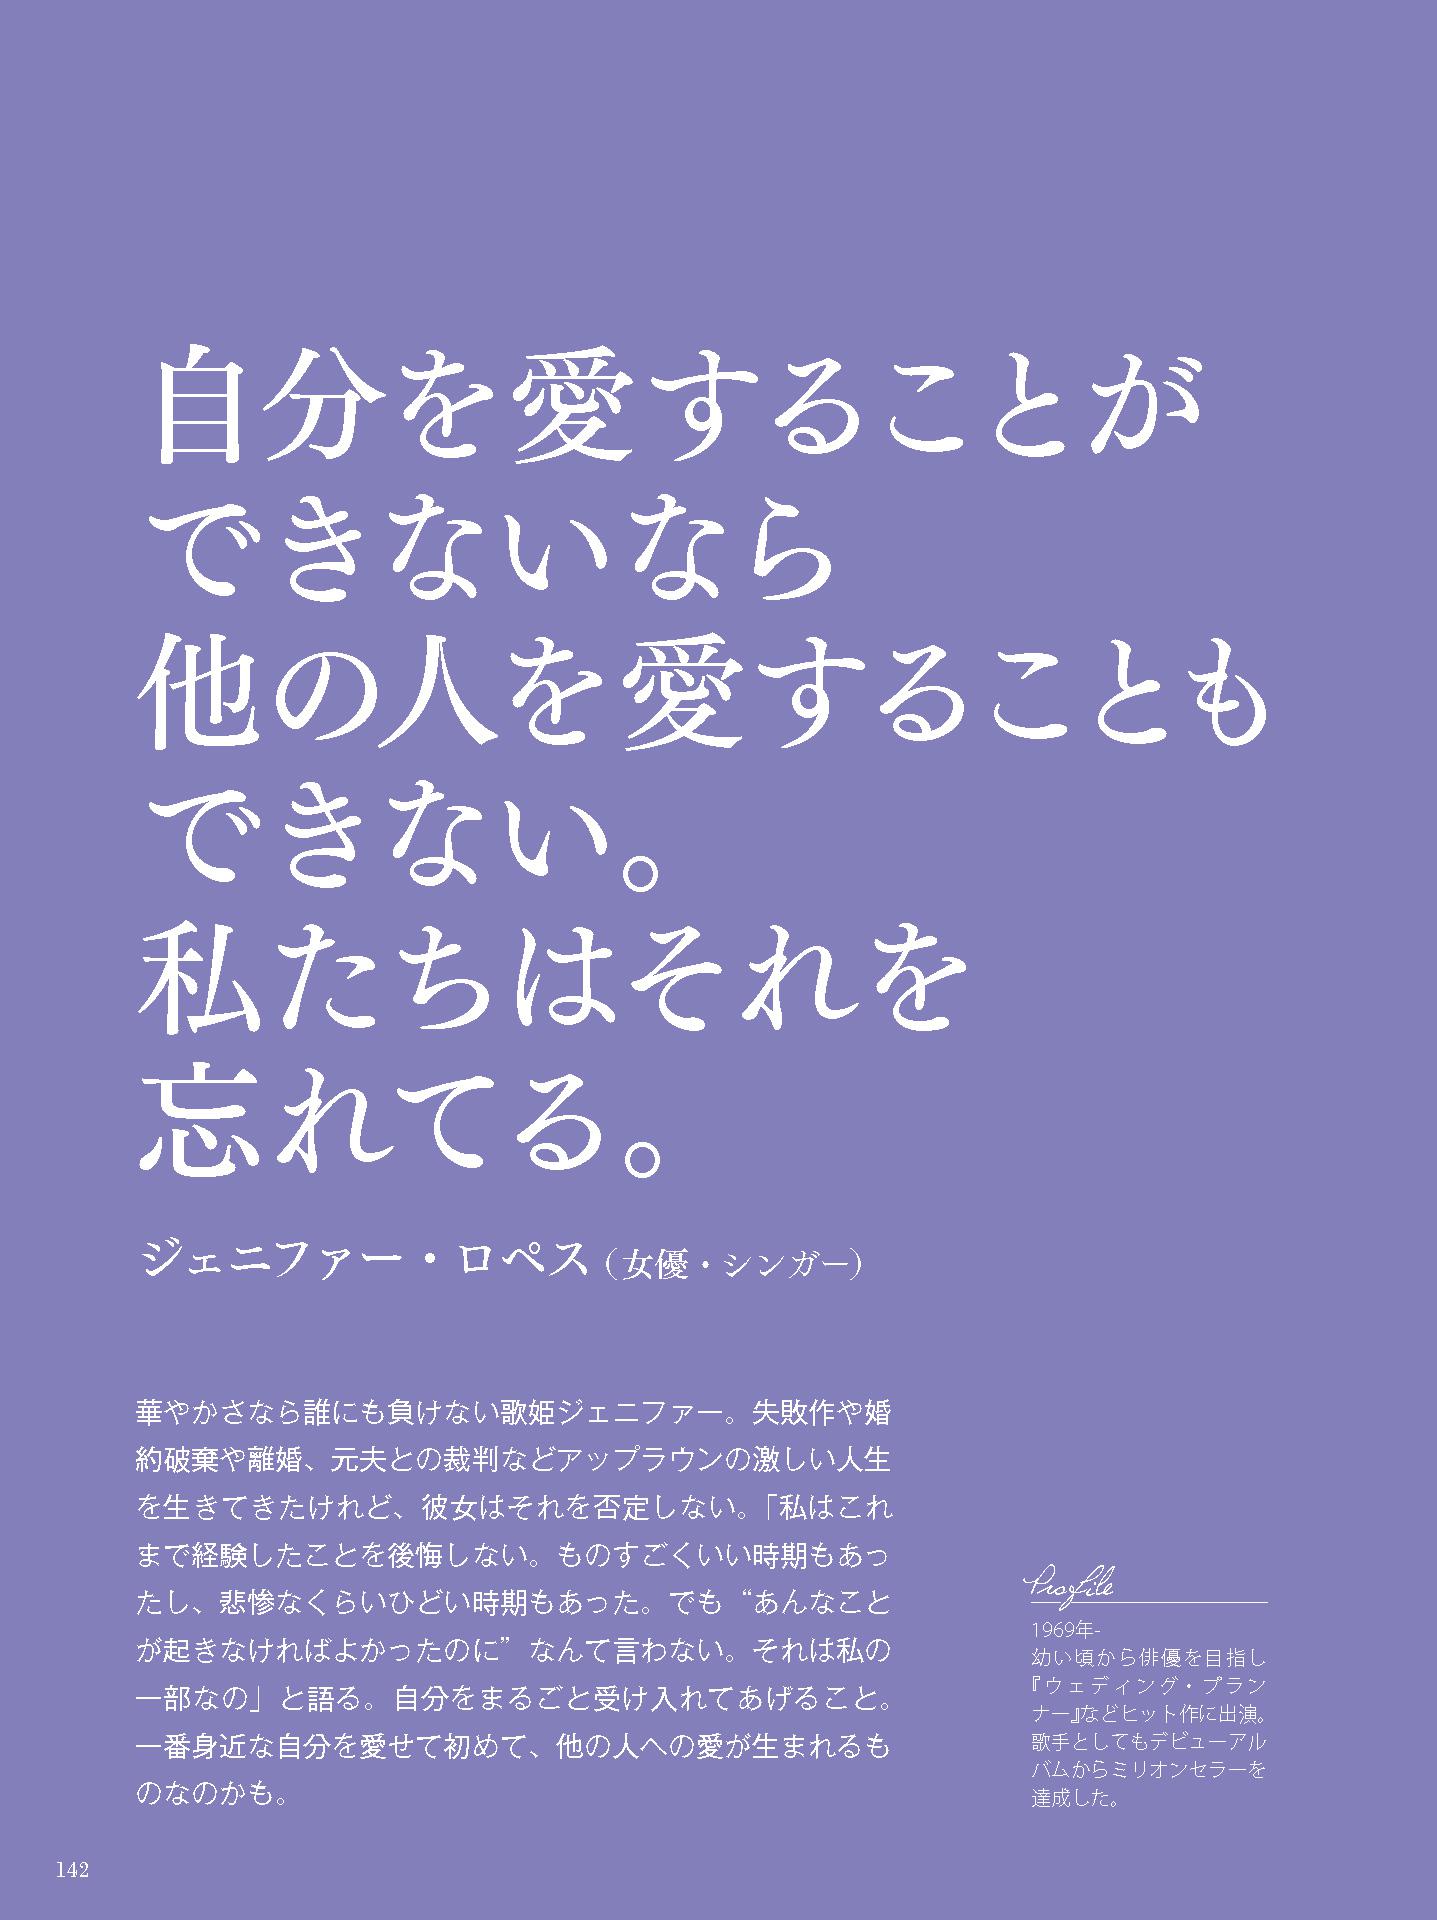 自分を愛することが
できないなら
他の人を愛することも
できない。
私たちはそれを
忘れてる。
ジェニファー・ロペス（女優・シンガー）
華やかさなら誰にも負けない歌姫ジェニファー。失敗作や婚
約破棄や離婚、元夫との裁判などアップラウンの激しい人生
を生きてきたけれど、彼女はそれを否定しない。「私はこれ
まで経験したことを後悔しない。ものすごくいい時期もあっ
たし、悲惨なくらいひどい時期もあった。でも“あんなこと
が起きなければよかったのに”なんて言わない。それは私の
一部なの」と語る。自分をまるごと受け入れてあげること。
一番身近な自分を愛せて初めて、他の人への愛が生まれるも
のなのかも。
Profile
1969年-
幼い頃から俳優を目指し
『ウェディング・プラン
ナー』などヒット作に出演。
歌手としてもデビューアル
バムからミリオンセラーを
達成した。
142